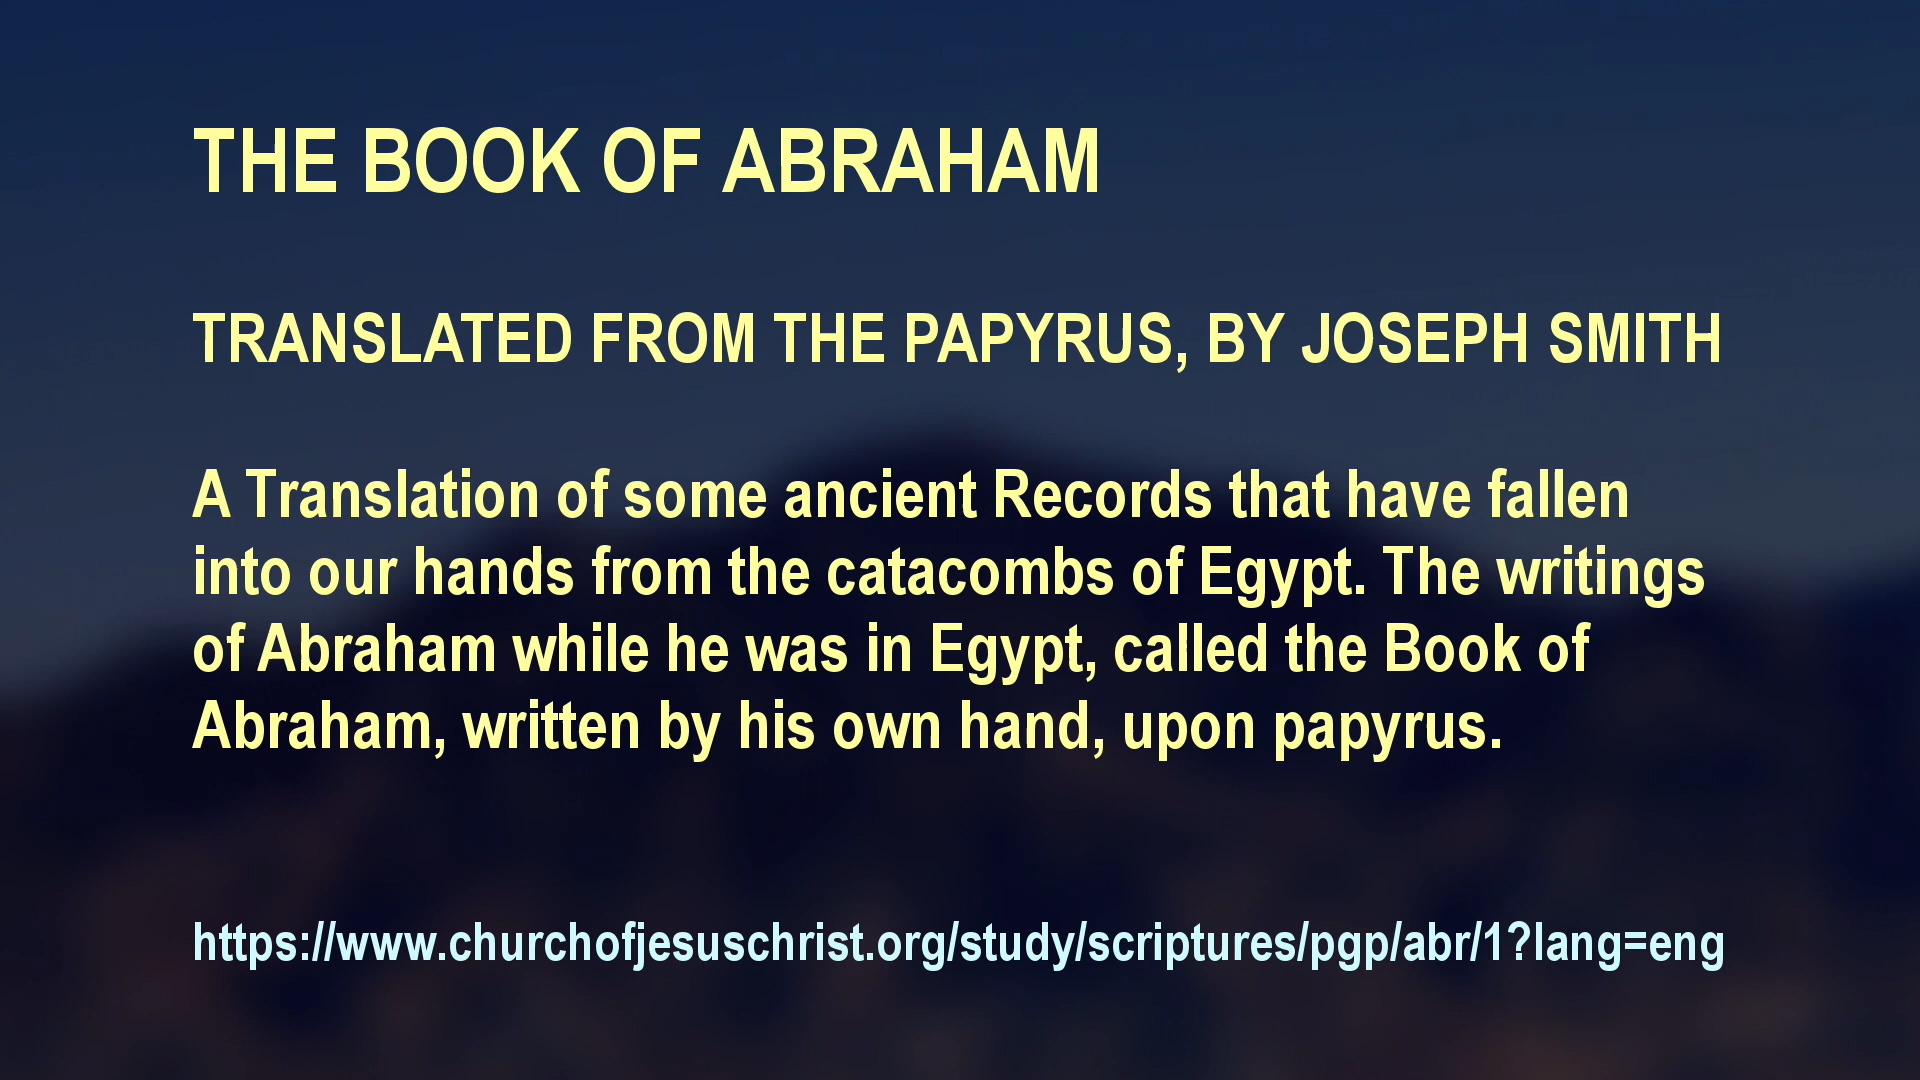 THE BOOK OF ABRAHAM
TRANSLATED FROM THE PAPYRUS, BY JOSEPH SMITH
A Translation of some ancient Records that have fallen
into our hands from the catacombs of Egypt. The writings
of Abraham while he was in Egypt, called the Book of
Abraham, written by his own hand, upon papyrus.
https://www.churchofjesuschrist.org/study/scriptures/pgp/abr/1?lang=eng